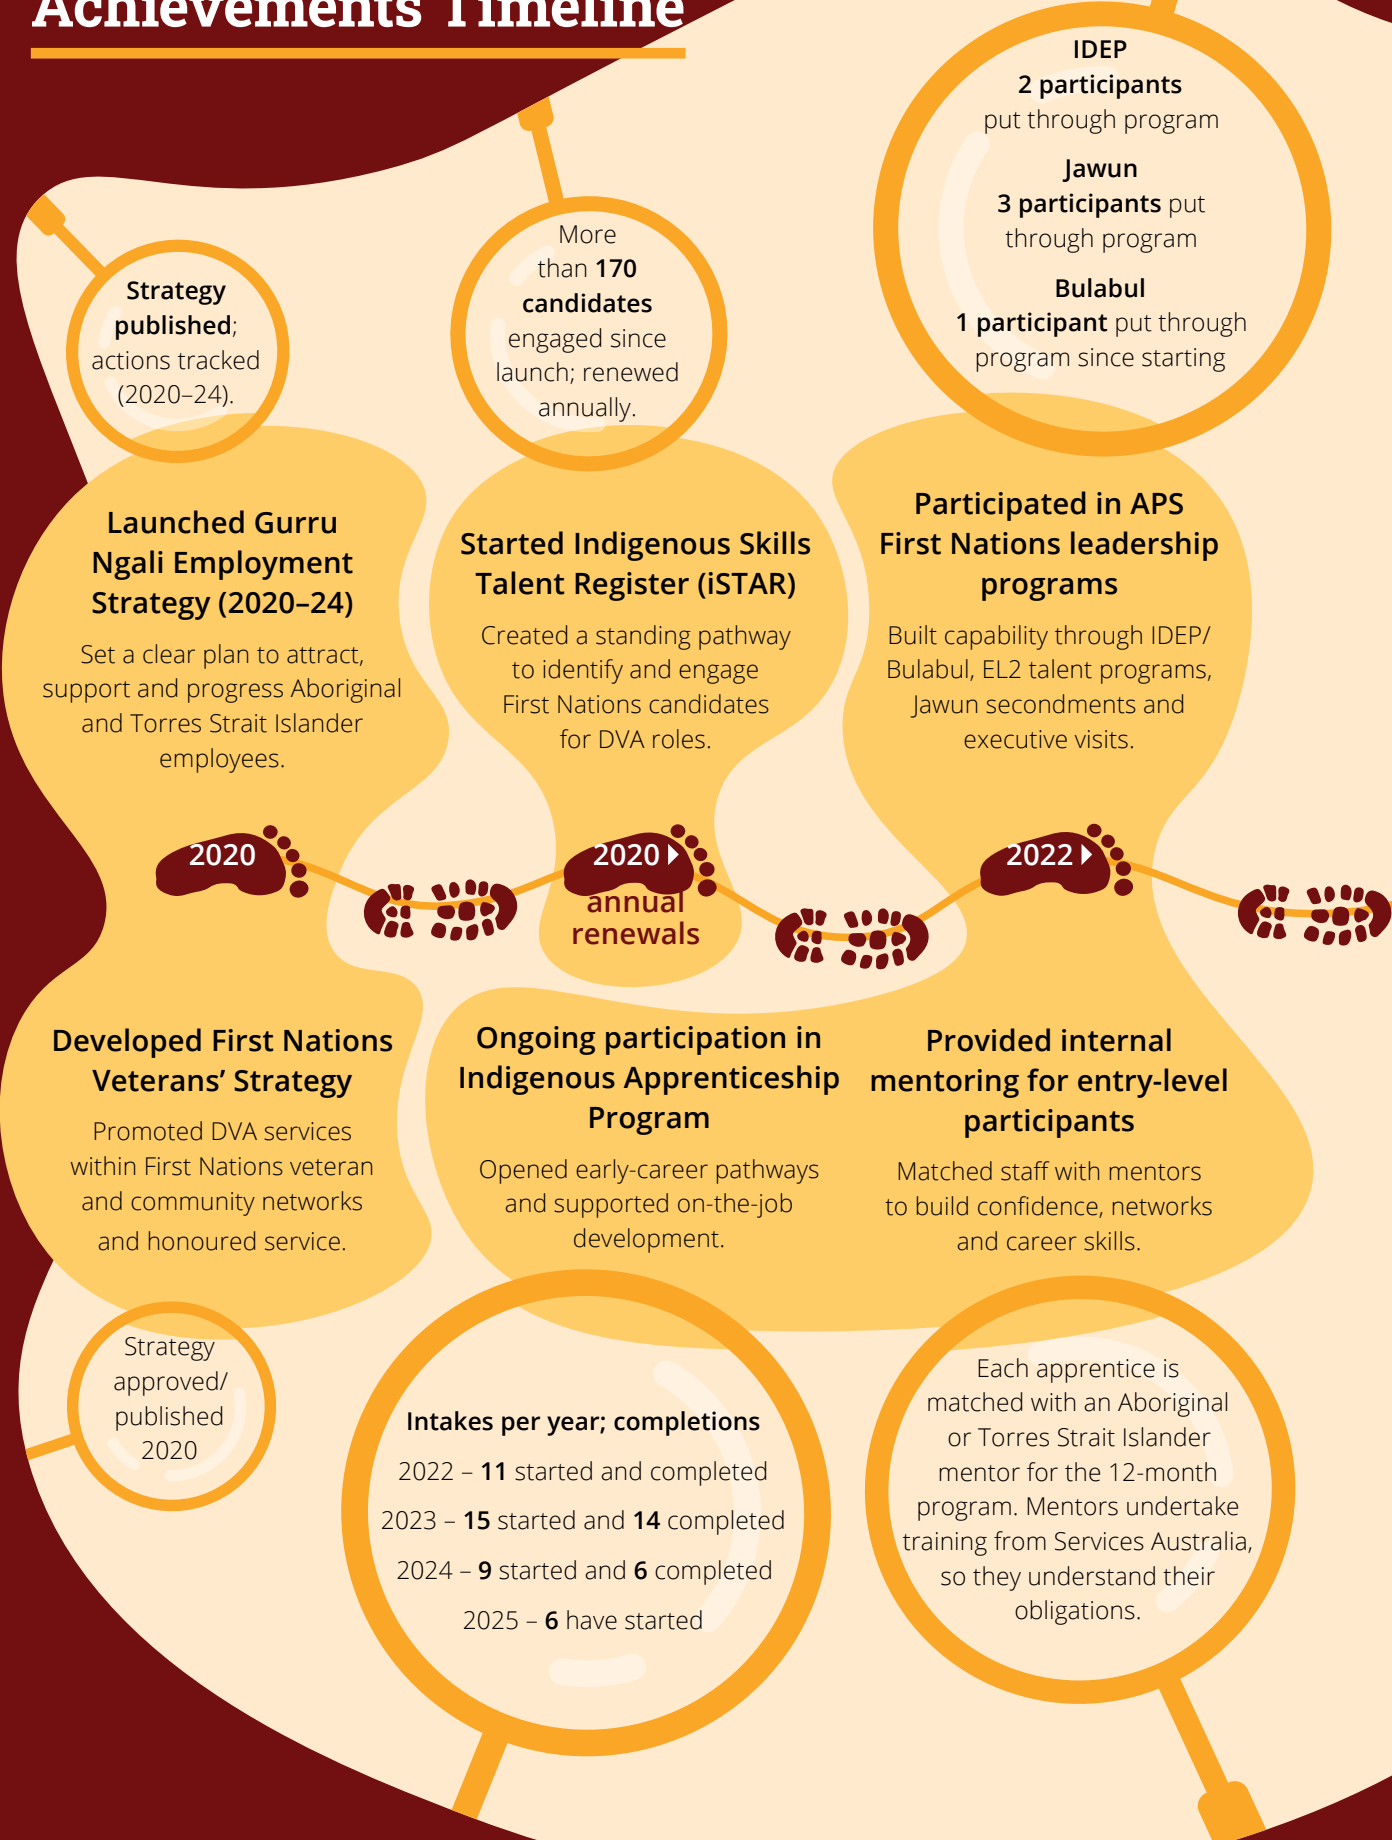 Achievements Timeline
Strategy
published;
actions tracked
(2020–24).
Launched Gurru
Ngali Employment
Strategy (2020–24)
Set a clear plan to attract,
support and progress Aboriginal
and Torres Strait Islander
employees.
More
than 170
candidates
engaged since
launch; renewed
annually.
Started Indigenous Skills
Talent Register (iSTAR)
Created a standing pathway
to identify and engage
First Nations candidates
for DVA roles.
IDEP
2 participants
put through program
Jawun
3 participants put
through program
Bulabul
1 participant put through
program since starting
Participated in APS
First Nations leadership
programs
Built capability through IDEP/
Bulabul, EL2 talent programs,
Jawun secondments and
executive visits.
2020
2020
annual
renewals
2022
Developed First Nations
Veterans’ Strategy
Promoted DVA services
within First Nations veteran
and community networks
and honoured service.
Strategy
approved/
published
2020
Ongoing participation in
Indigenous Apprenticeship
Program
Opened early-career pathways
and supported on-the-job
development.
Intakes per year; completions
2022 – 11 started and completed
2023 – 15 started and 14 completed
2024 – 9 started and 6 completed
2025 – 6 have started
Provided internal
mentoring for entry-level
participants
Matched staff with mentors
to build confidence, networks
and career skills.
Each apprentice is
matched with an Aboriginal
or Torres Strait Islander
mentor for the 12-month
program. Mentors undertake
training from Services Australia,
so they understand their
obligations.